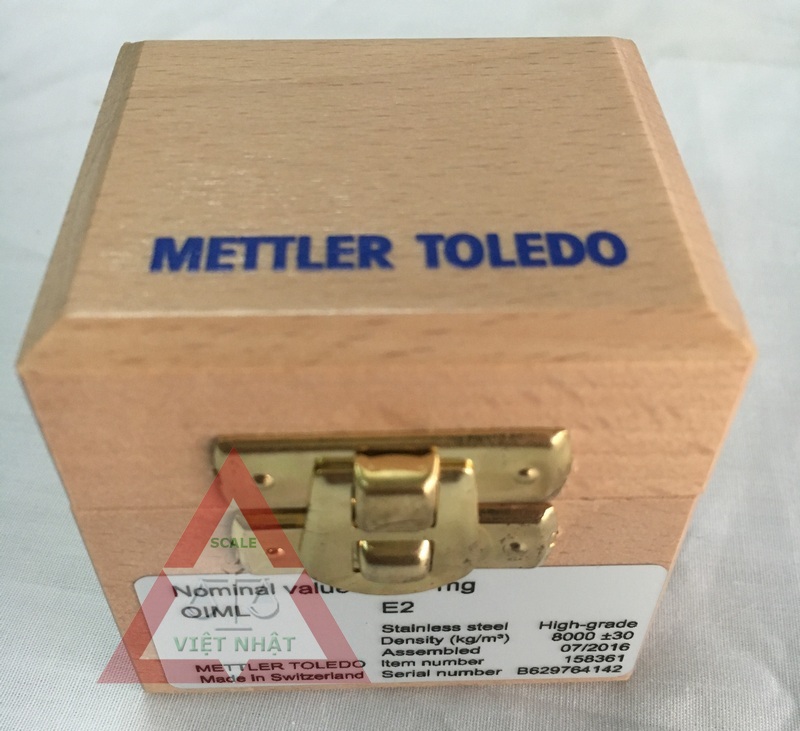 METTLER TOLEDO
Nominal value mg
OIML E2
Stainless steel High-grade
Density (kg/m³) 8000 ±30
Assembled 07/2016
Item number 158361
Serial number B629764142
METTLER TOLEDO
Made in Switzerland
SCALE
VIỆT NHẬT